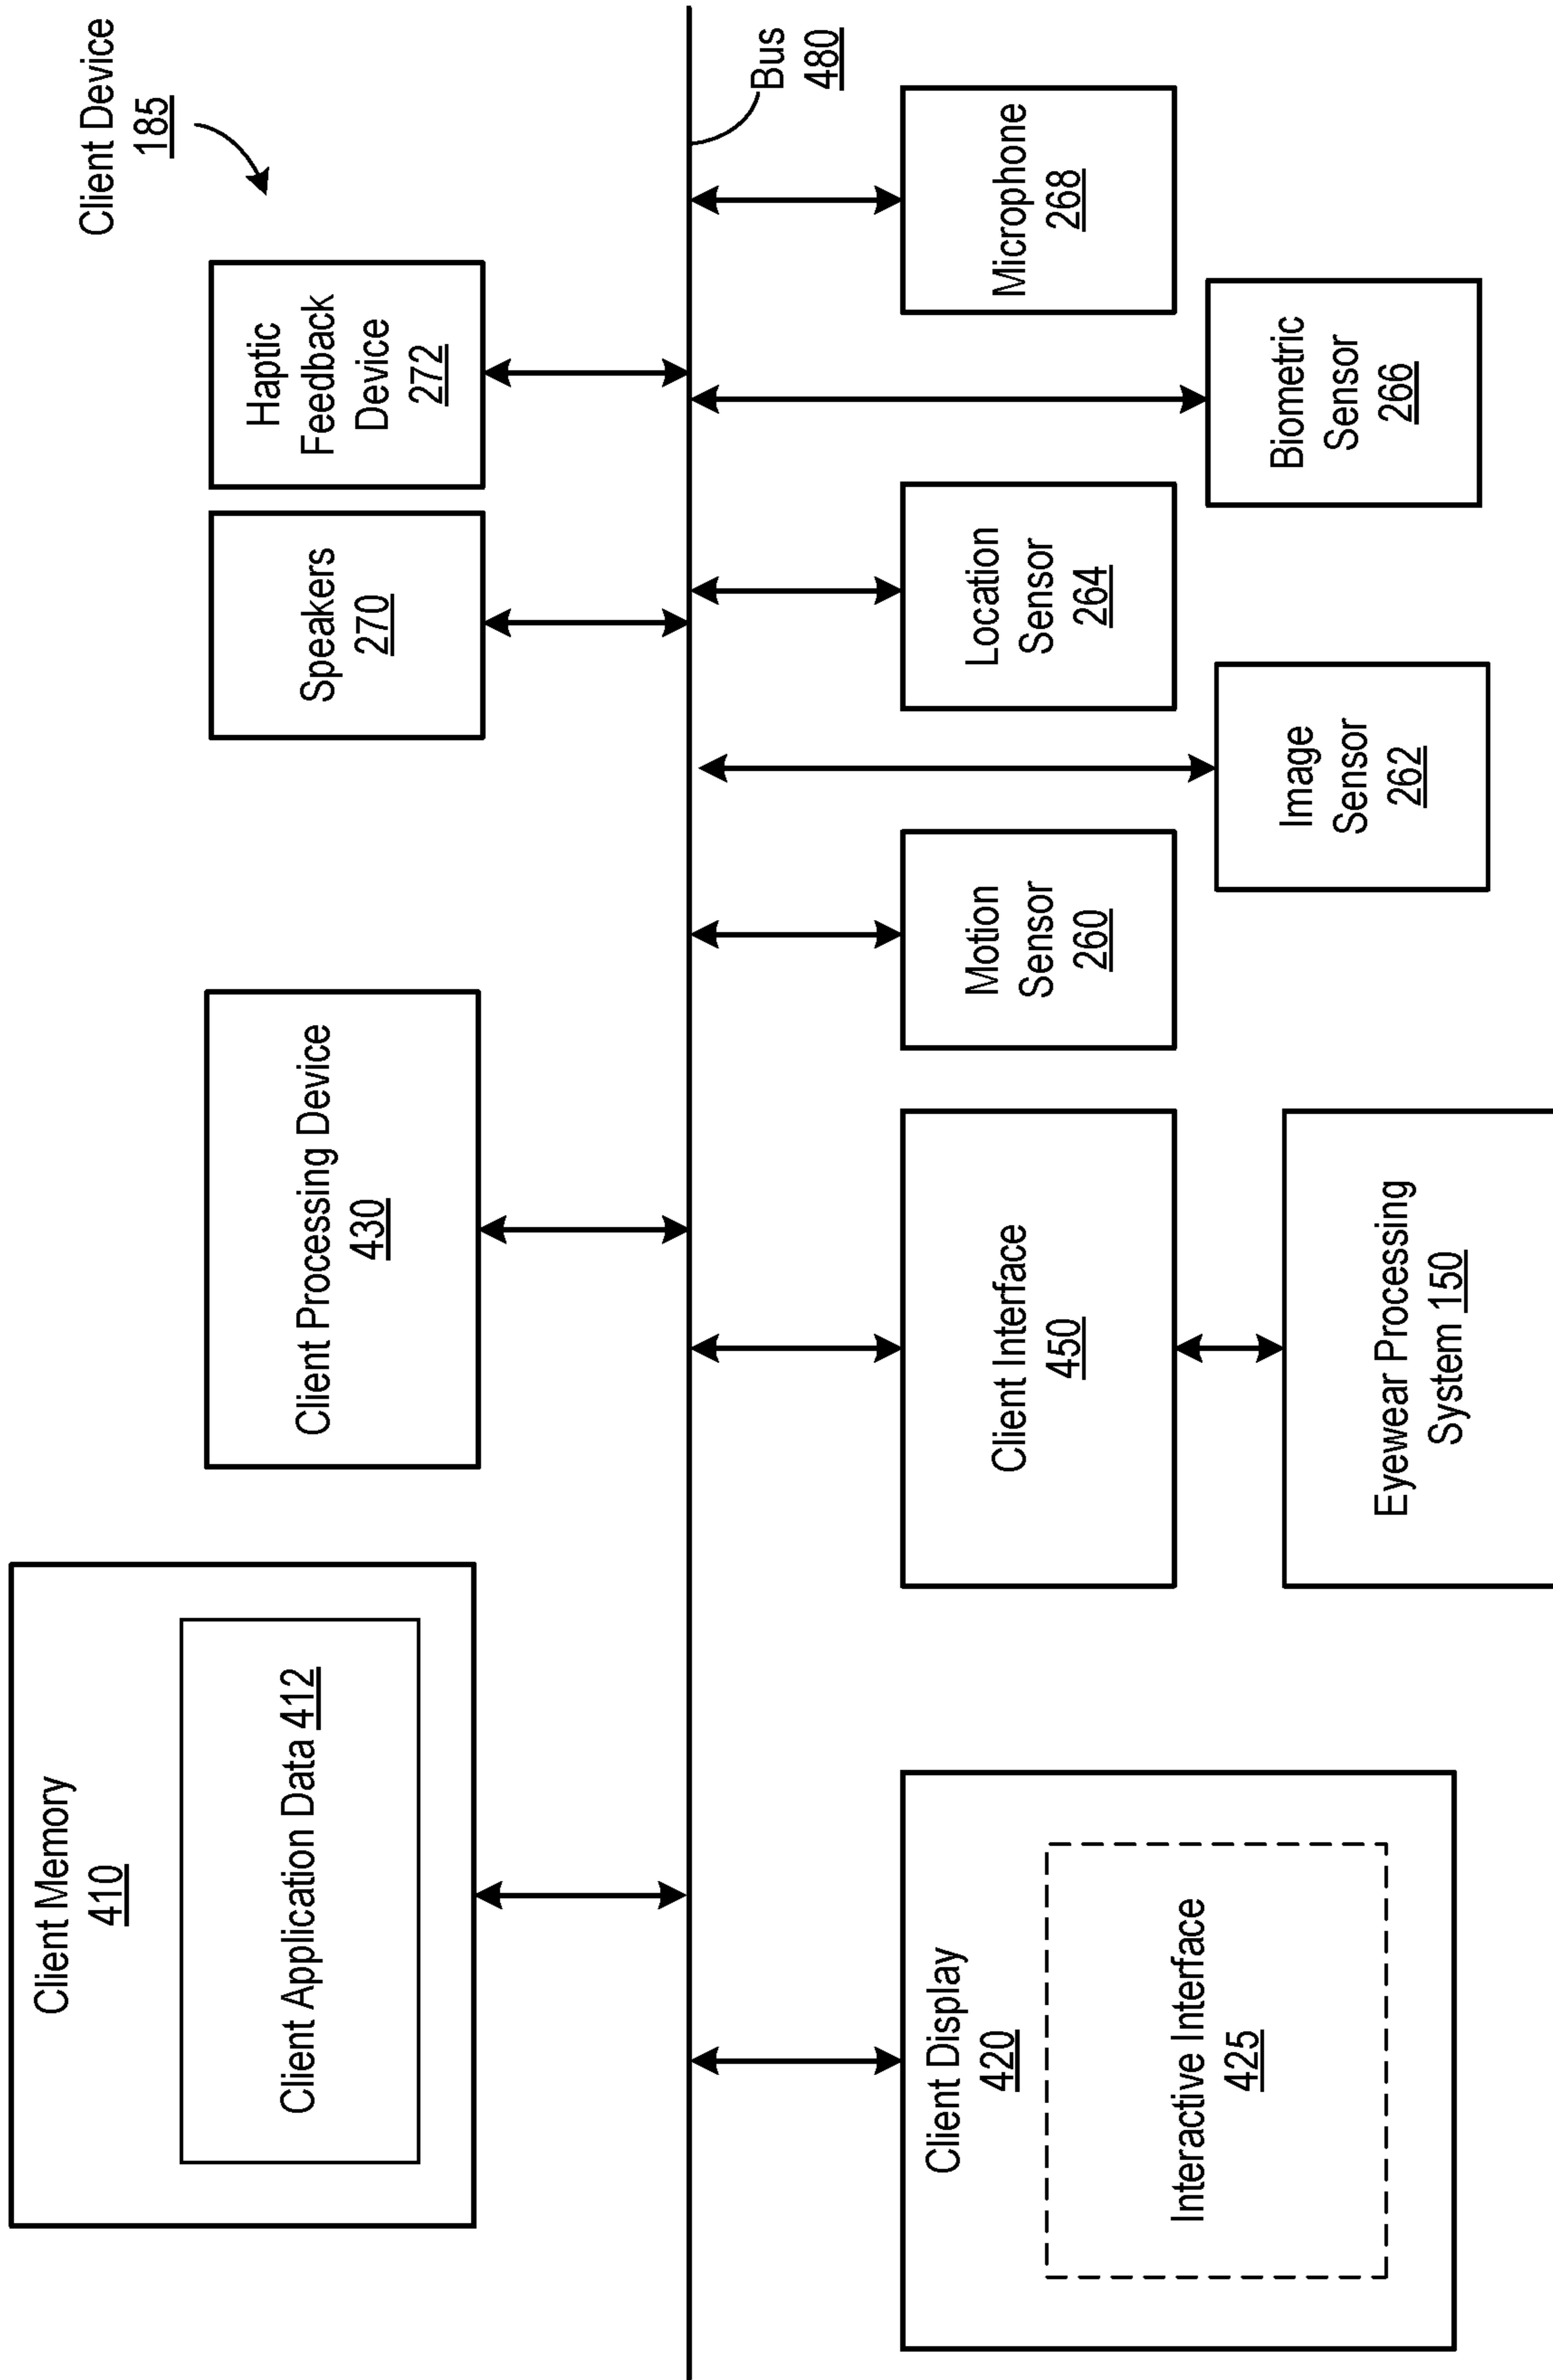 Client Device
185
Client Memory
410
Client Application Data 412
Client Processing Device
430
Speakers
270
Haptic
Feedback
Device
272
Bus
480
Client Display
420
Interactive Interface
425
Client Interface
450
Eyewear Processing
System 150
Motion
Sensor
260
Image
Sensor
262
Location
Sensor
264
Biometric
Sensor
266
Microphone
268